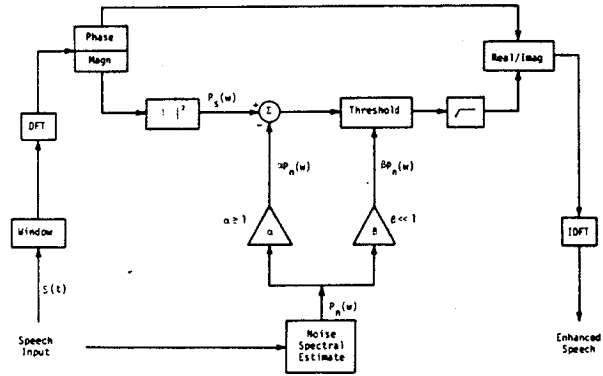 Phase
Magn
Real/Imag
P_s(w)
| |²
+
Σ
−
Threshold
DFT
αP_n(w)
βP_n(w)
Window
α ≥ 1
α
β
β << 1
IDFT
S(t)
P_n(w)
Speech
Input
Noise
Spectral
Estimate
Enhanced
Speech